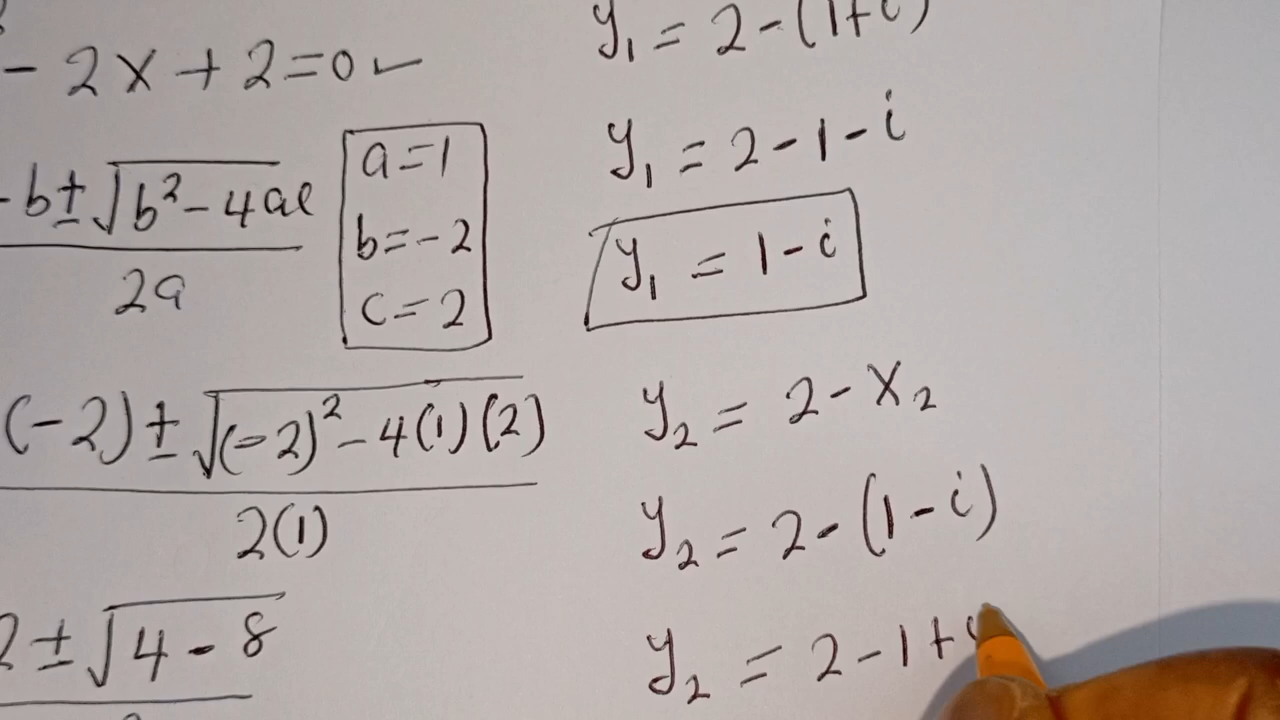 - 2x + 2 = 0
-b ± √b² - 4ac
2a
a = 1
b = -2
c = 2
(-2) ± √(-2)² - 4(1)(2)
2(1)
2 ± √4 - 8
y₁ = 2 - (1+i)
y₁ = 2 - 1 - i
y₁ = 1 - i
y₂ = 2 - x₂
y₂ = 2 - (1 - i)
y₂ = 2 - 1 +